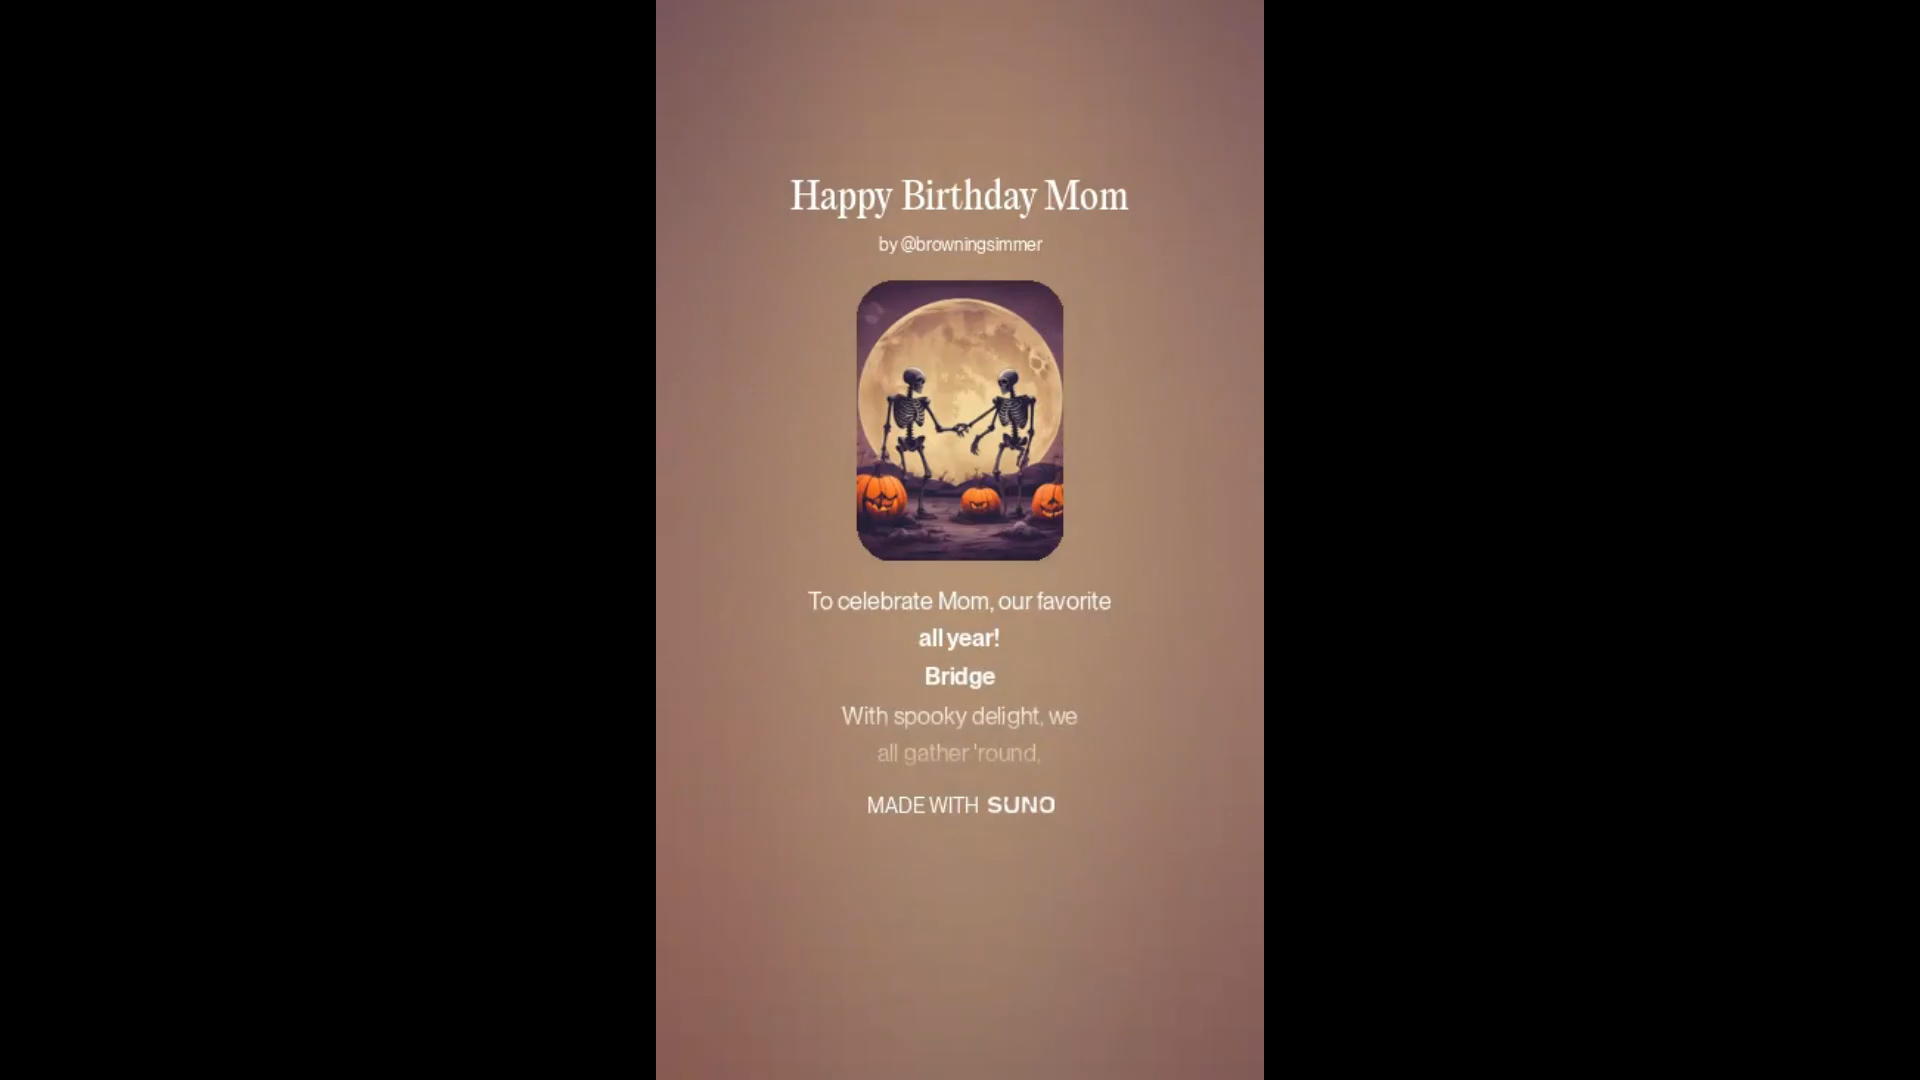 Happy Birthday Mom
by @browningsimmer
To celebrate Mom, our favorite
all year!
Bridge
With spooky delight, we
all gather 'round,
MADE WITH SUNO